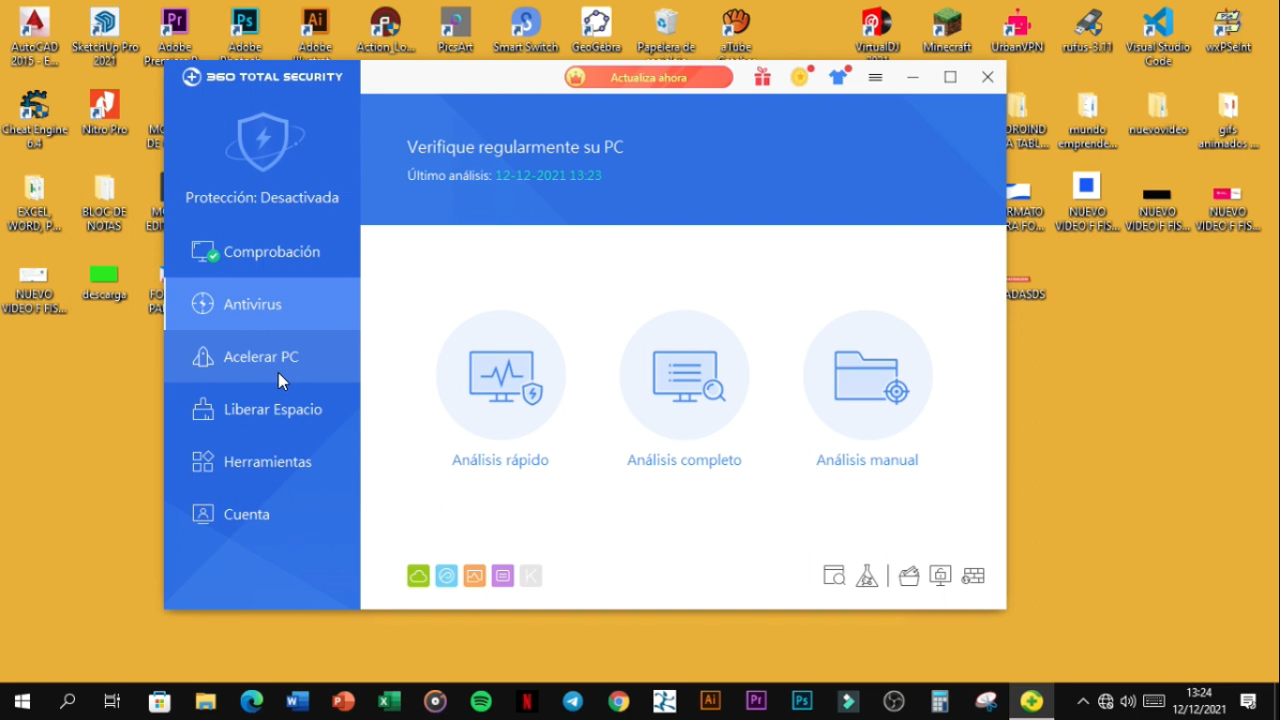 AutoCAD
2015 - E...
SketchUp Pro
2021
Adobe
Adobe
Adobe
Action_Lo...
PicsArt
Smart Switch
GeoGebra
Papelera de
aTube
VirtualDJ
Minecraft
UrbanVPN
rufus-3.11
Visual Studio
Code
wxPSeInt
Cheat Engine
6.4
Nitro Pro
mundo
emprende...
nuevovideo
gifs
animados ...
EXCEL,
WORD, P...
BLOC DE
NOTAS
NUEVO
VIDEO F FIS...
NUEVO
VIDEO F FIS...
NUEVO
VIDEO F FIS...
NUEVO
VIDEO F FIS...
descarga
360 TOTAL SECURITY
Actualiza ahora
Protección: Desactivada
Comprobación
Antivirus
Acelerar PC
Liberar Espacio
Herramientas
Cuenta
Verifique regularmente su PC
Último análisis: 12-12-2021 13:23
Análisis rápido
Análisis completo
Análisis manual
13:24
12/12/2021